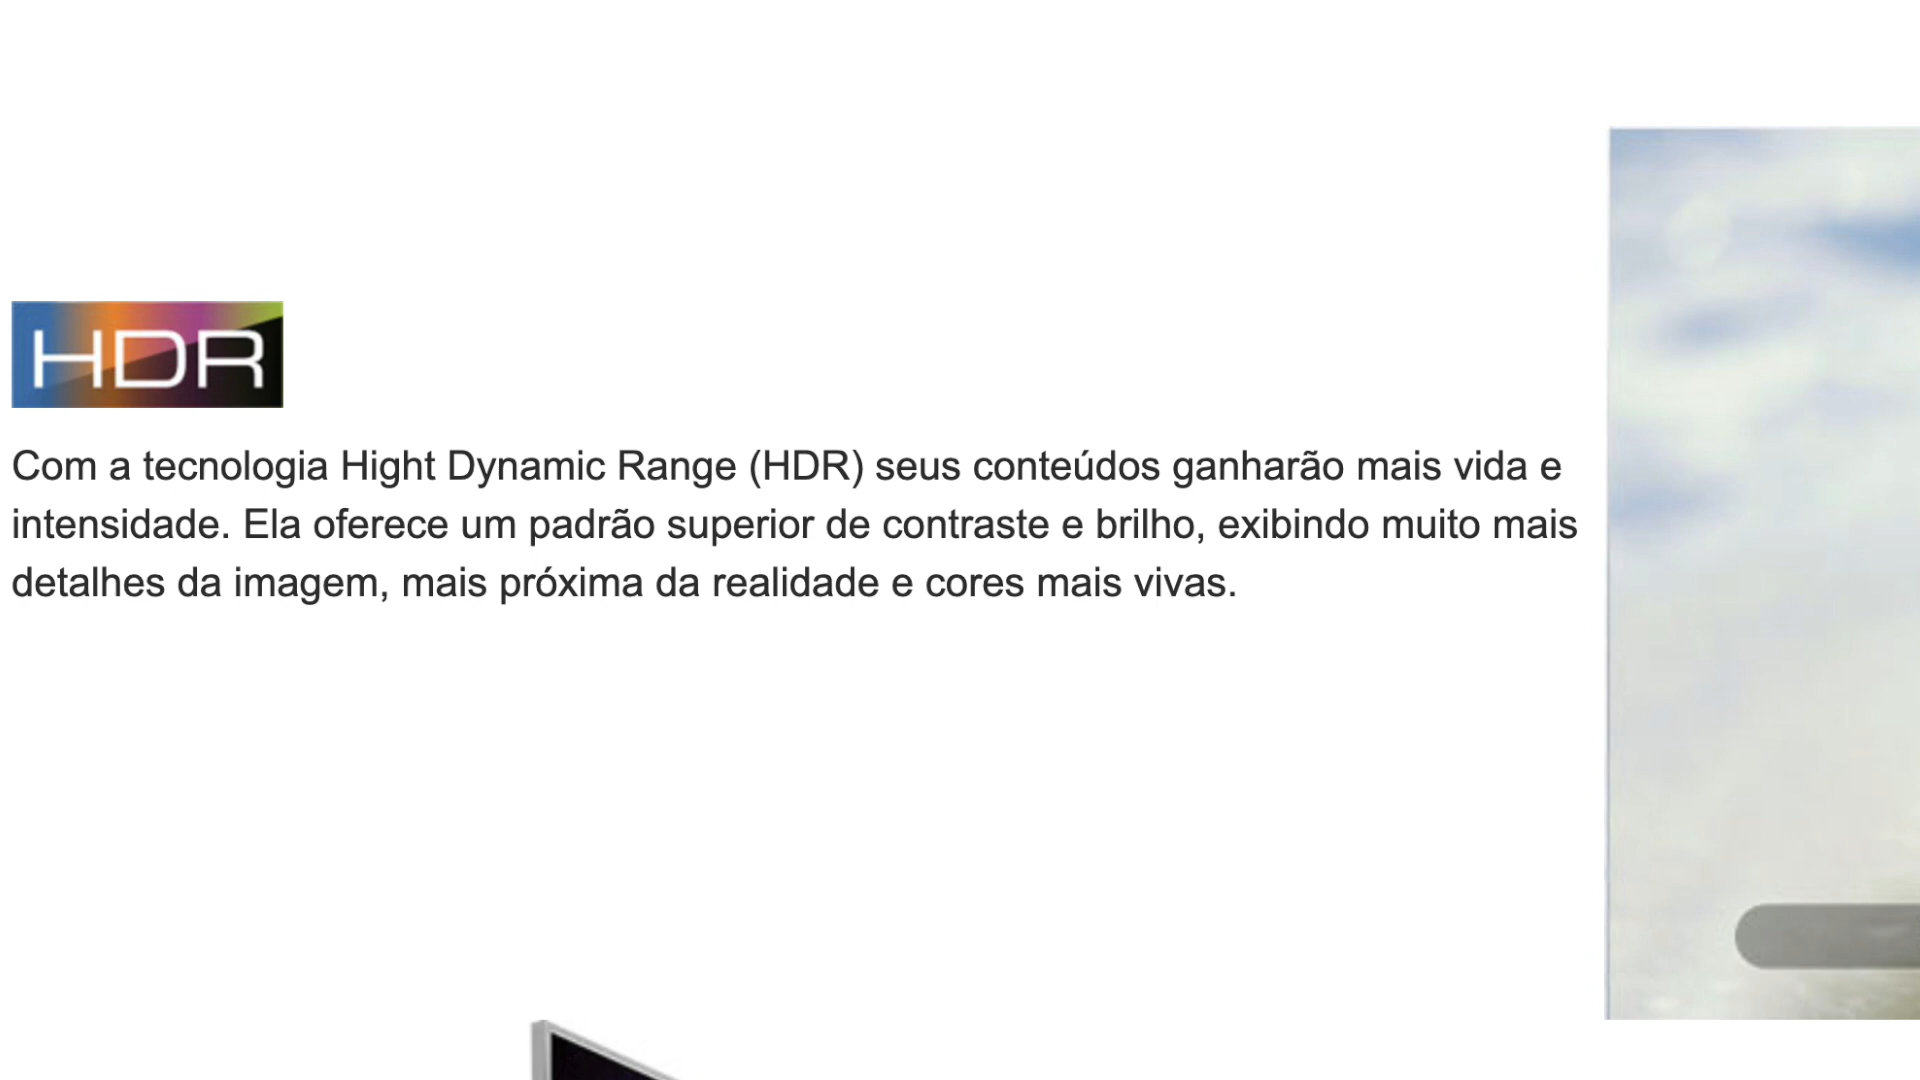 HDR
Com a tecnologia Hight Dynamic Range (HDR) seus conteúdos ganharão mais vida e
intensidade. Ela oferece um padrão superior de contraste e brilho, exibindo muito mais
detalhes da imagem, mais próxima da realidade e cores mais vivas.